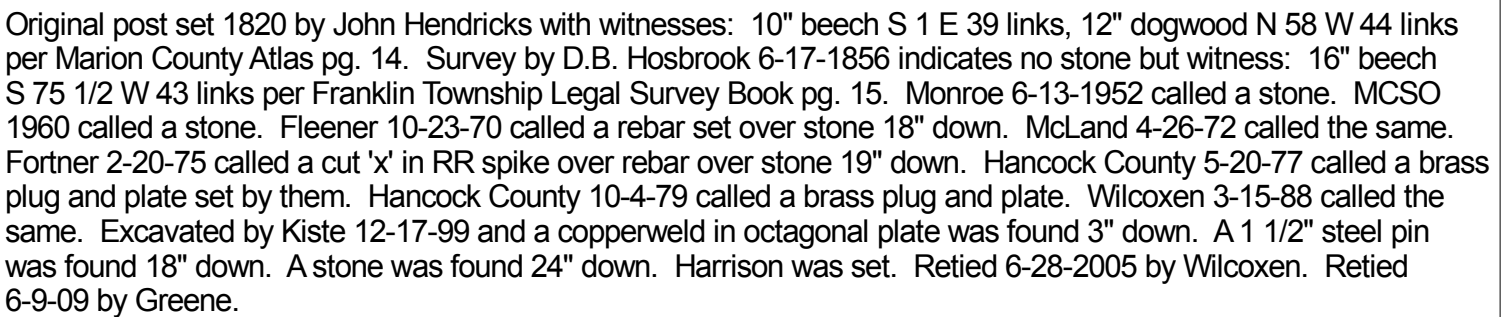 Original post set 1820 by John Hendricks with witnesses: 10" beech S 1 E 39 links, 12" dogwood N 58 W 44 links
per Marion County Atlas pg. 14. Survey by D.B. Hosbrook 6-17-1856 indicates no stone but witness: 16" beech
S 75 1/2 W 43 links per Franklin Township Legal Survey Book pg. 15. Monroe 6-13-1952 called a stone. MCSO
1960 called a stone. Fleener 10-23-70 called a rebar set over stone 18" down. McLand 4-26-72 called the same.
Fortner 2-20-75 called a cut 'x' in RR spike over rebar over stone 19" down. Hancock County 5-20-77 called a brass
plug and plate set by them. Hancock County 10-4-79 called a brass plug and plate. Wilcoxen 3-15-88 called the
same. Excavated by Kiste 12-17-99 and a copperweld in octagonal plate was found 3" down. A 1 1/2" steel pin
was found 18" down. A stone was found 24" down. Harrison was set. Retied 6-28-2005 by Wilcoxen. Retied
6-9-09 by Greene.